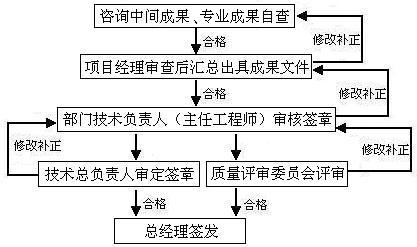 咨询中间成果、专业成果自查
合格
修改补正
项目经理审查后汇总出具成果文件
合格
修改补正
部门技术负责人（主任工程师）审核签章
修改补正
修改补正
技术总负责人审定签章
质量评审委员会评审
合格
合格
总经理签发